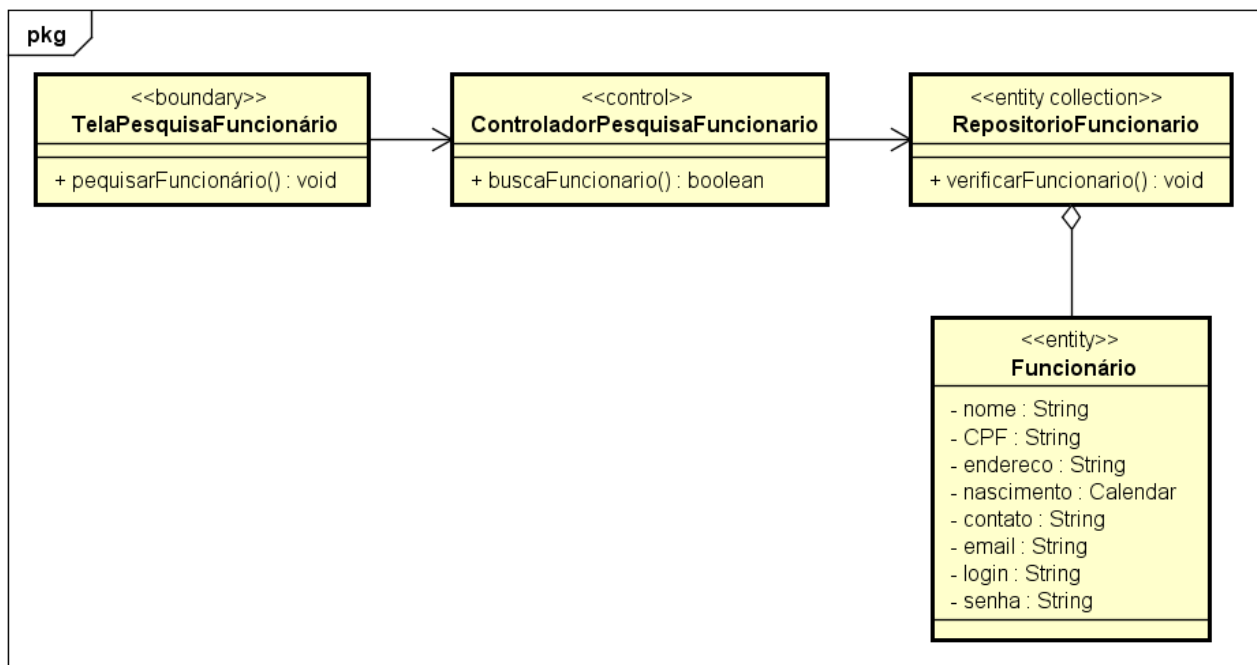 pkg
<<boundary>>
TelaPesquisaFuncionário
+ pequisarFuncionário() : void
<<control>>
ControladorPesquisaFuncionario
+ buscaFuncionario() : boolean
<<entity collection>>
RepositorioFuncionario
+ verificarFuncionario() : void
<<entity>>
Funcionário
- nome : String
- CPF : String
- endereco : String
- nascimento : Calendar
- contato : String
- email : String
- login : String
- senha : String